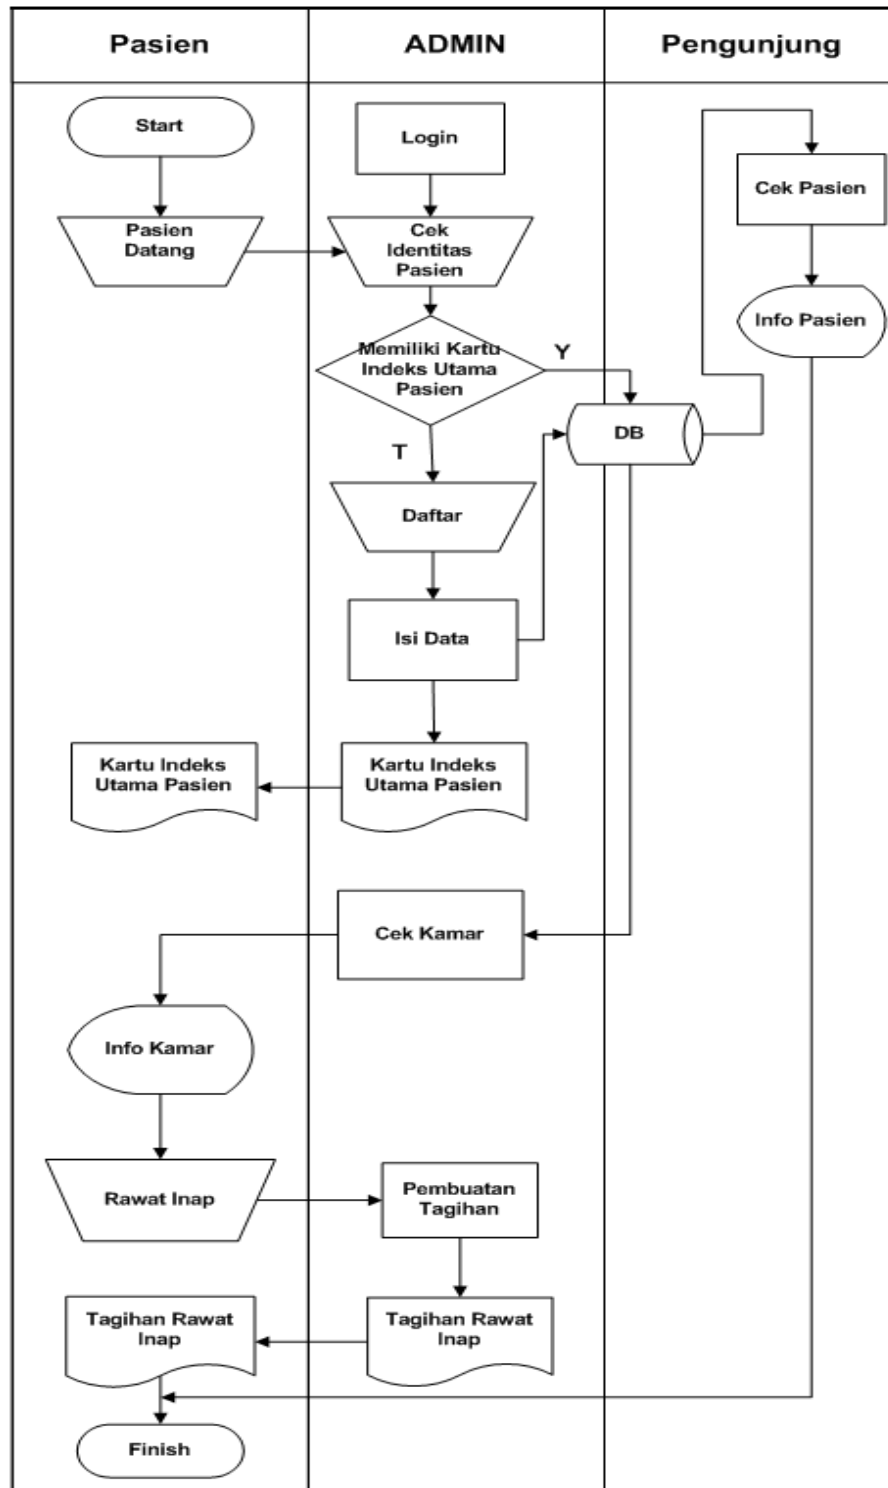 Pasien
ADMIN
Pengunjung
Start
Login
Cek Pasien
Pasien
Datang
Cek
Identitas
Pasien
Info Pasien
Memiliki Kartu
Indeks Utama
Pasien
Y
DB
T
Daftar
Isi Data
Kartu Indeks
Utama Pasien
Kartu Indeks
Utama Pasien
Cek Kamar
Info Kamar
Rawat Inap
Pembuatan
Tagihan
Tagihan Rawat
Inap
Tagihan Rawat
Inap
Finish